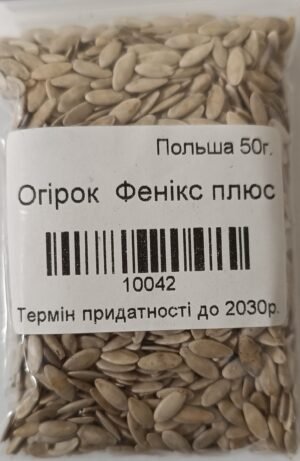 Польша 50г.
Огірок Фенікс плюс
10042
Термін придатності до 2030р.